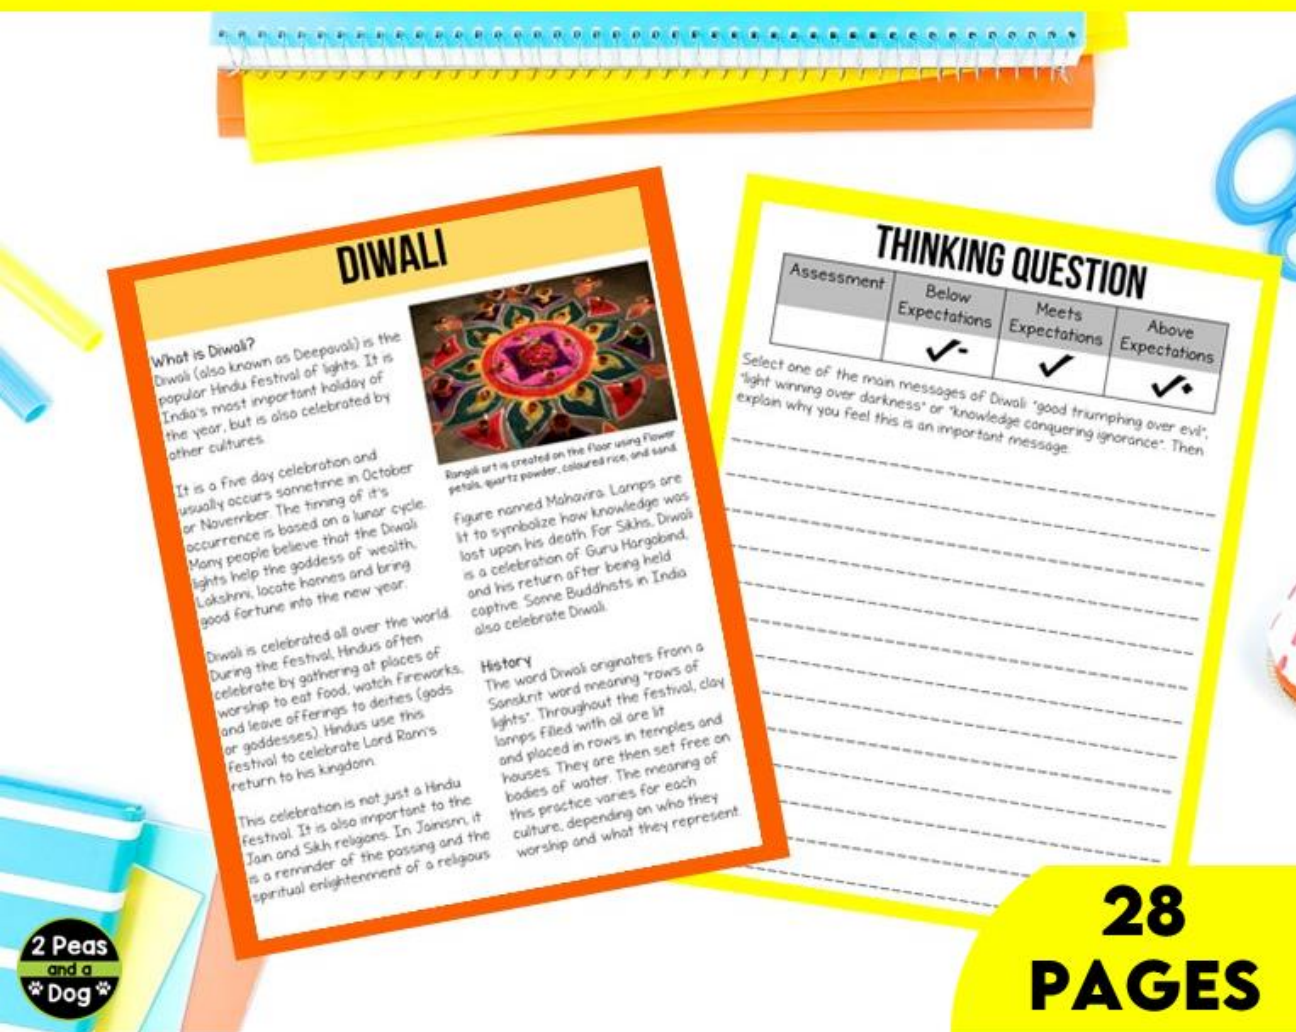 DIWALI
What is Diwali?
Diwali (also known as Deepavali) is the
popular Hindu festival of lights. It is
India's most important holiday of
the year, but is also celebrated by
other cultures.
It is a five day celebration and
usually occurs sometime in October
or November. The timing of it's
occurrence is based on a lunar cycle.
Many people believe that the Diwali
lights help the goddess of wealth,
Lakshmi, locate homes and bring
good fortune into the new year.
Diwali is celebrated all over the world.
During the festival, Hindus often
celebrate by gathering at places of
worship to eat food, watch fireworks,
and leave offerings to deities (gods
or goddesses). Hindus use this
festival to celebrate Lord Ram's
return to his kingdom.
This celebration is not just a Hindu
festival. It is also important to the
Jain and Sikh religions. In Jainism, it
is a reminder of the passing and the
spiritual enlightenment of a religious
Rangoli art is created on the floor using flower
petals, quartz powder, coloured rice, and sand.
figure named Mahavira. Lamps are
lit to symbolize how knowledge was
lost upon his death. For Sikhs, Diwali
is a celebration of Guru Hargobind,
and his return after being held
captive. Some Buddhists in India
also celebrate Diwali.
History
The word Diwali originates from a
Sanskrit word meaning "rows of
lights". Throughout the festival, clay
lamps filled with oil are lit
and placed in rows in temples and
houses. They are then set free on
bodies of water. The meaning of
this practice varies for each
culture, depending on who they
worship and what they represent.
THINKING QUESTION
Assessment
Below
Expectations
Meets
Expectations
Above
Expectations
✓-
✓
✓+
Select one of the main messages of Diwali "good triumphing over evil",
"light winning over darkness" or "knowledge conquering ignorance". Then
explain why you feel this is an important message.
2 Peas
and a
Dog
28
PAGES